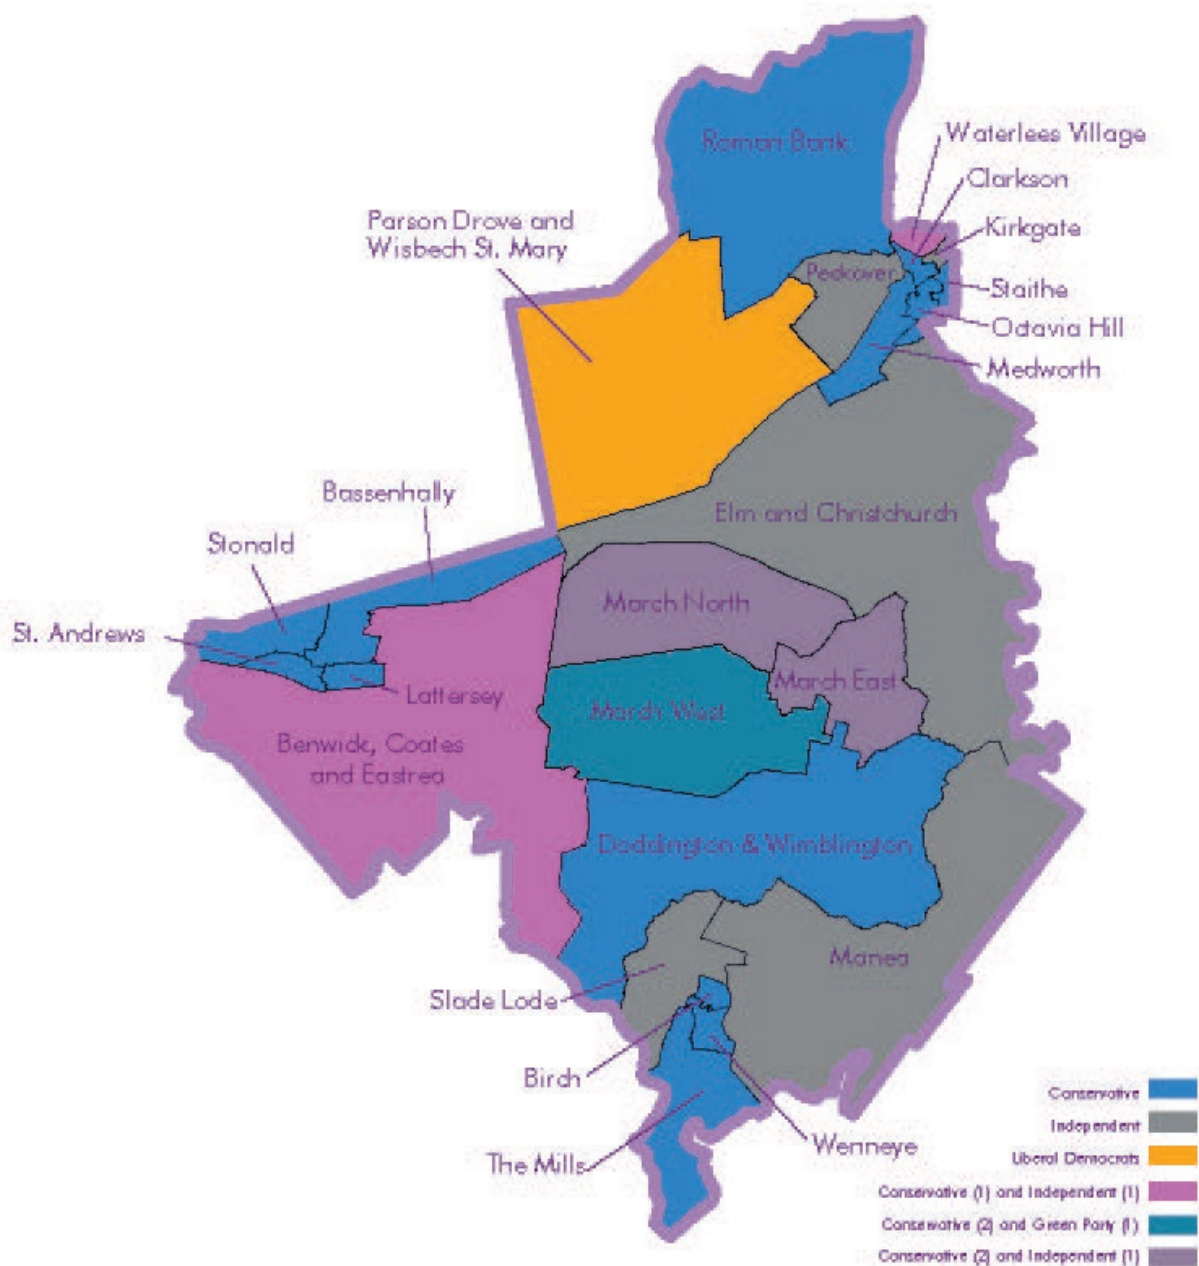 Roman Bank
Waterlees Village
Clarkson
Parson Drove and
Wisbech St. Mary
Kirkgate
Peckover
Staithe
Octavia Hill
Medworth
Bassenhally
Elm and Christchurch
Stonald
March North
St. Andrews
March East
Lattersey
March West
Benwick, Coates
and Eastrea
Doddington & Wimblington
Manea
Slade Lode
Birch
Wenneye
The Mills
Conservative
Independent
Liberal Democrats
Conservative (1) and Independent (1)
Conservative (2) and Green Party (1)
Conservative (2) and Independent (1)